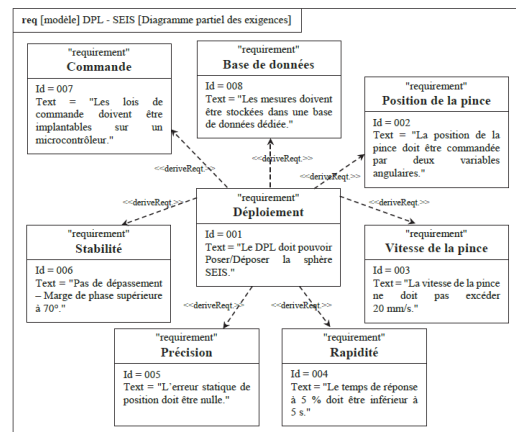 req [modèle] DPL - SEIS [Diagramme partiel des exigences]
"requirement"
Commande
Id = 007
Text = "Les lois de
commande doivent être
implantables sur un
microcontrôleur."
"requirement"
Base de données
Id = 008
Text = "Les mesures doivent
être stockées dans une base
de données dédiée."
"requirement"
Position de la pince
Id = 002
Text = "La position de la
pince doit être commandée
par deux variables
angulaires."
<<deriveReqt.>>
<<deriveReqt.>>
<<deriveReqt.>>
"requirement"
Déploiement
Id = 001
Text = "Le DPL doit pouvoir
Poser/Déposer la sphère
SEIS."
<<deriveReqt.>>
<<deriveReqt.>>
"requirement"
Stabilité
Id = 006
Text = "Pas de dépassement
– Marge de phase supérieure
à 70°."
"requirement"
Vitesse de la pince
Id = 003
Text = "La vitesse de la pince
ne doit pas excéder
20 mm/s."
<<deriveReqt.>>
<<deriveReqt.>>
"requirement"
Précision
Id = 005
Text = "L'erreur statique de
position doit être nulle."
"requirement"
Rapidité
Id = 004
Text = "Le temps de réponse
à 5 % doit être inférieur à
5 s."